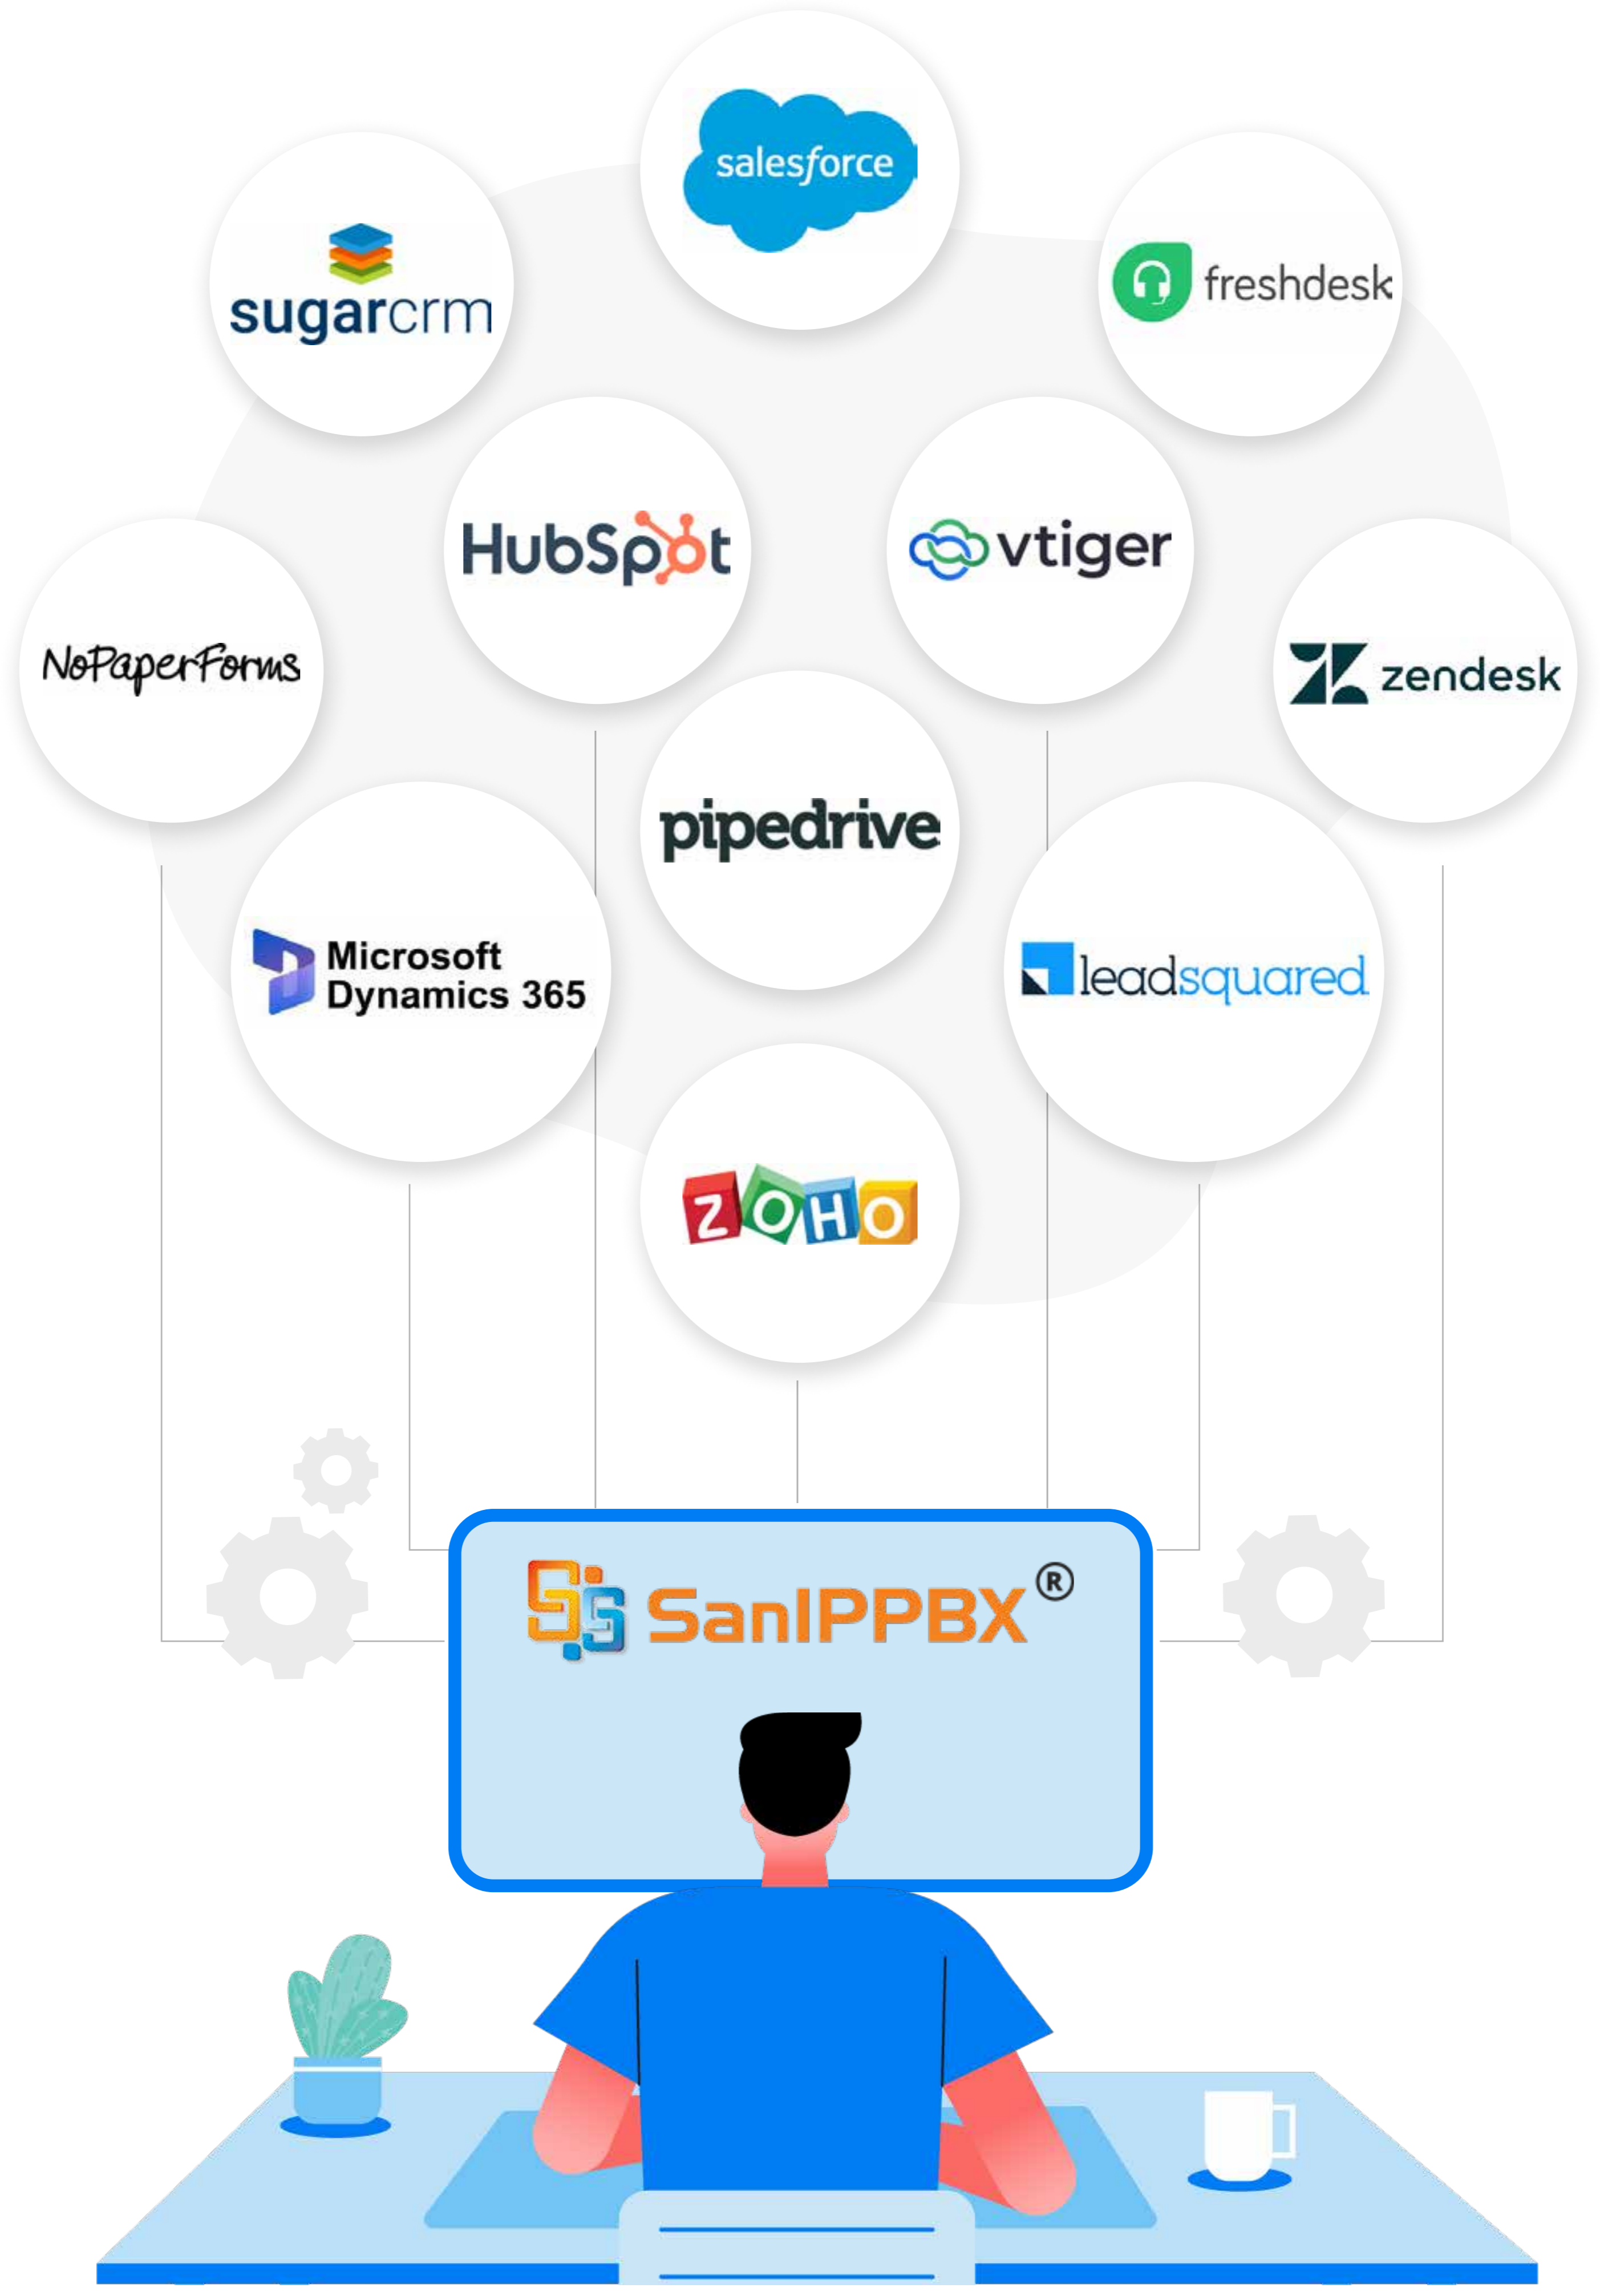 salesforce
sugarcrm
freshdesk
HubSpot
vtiger
NoPaperForms
zendesk
pipedrive
Microsoft
Dynamics 365
leadsquared
ZOHO
SanIPPBX®